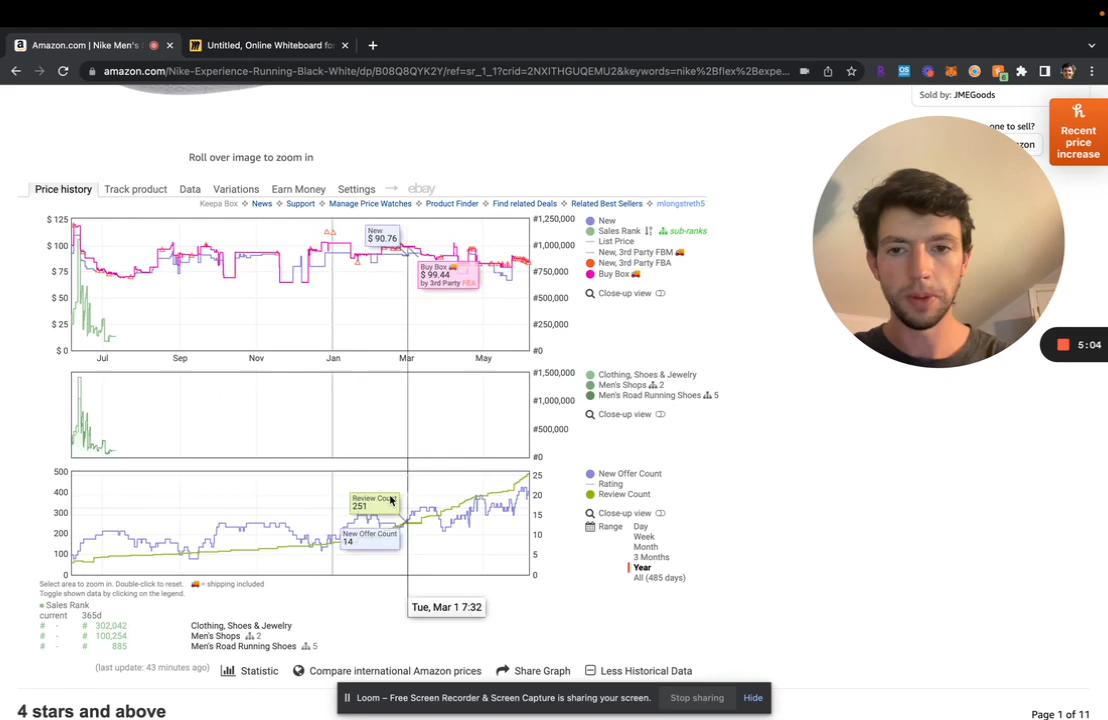 Amazon.com | Nike Men's
Untitled, Online Whiteboard fo
amazon.com/Nike-Experience-Running-Black-White/dp/B08Q8QYK2Y/ref=sr_1_1?crid=2NXITHGUQEMU2&keywords=nike%2Bflex%2Bexpe...
Sold by: JMEGoods
one to sell?
zon
Recent
price
increase
Roll over image to zoom in
Price history Track product Data Variations Earn Money Settings ebay
Keepa Box News Support Manage Price Watches Product Finder Find related Deals Related Best Sellers mlongstreth5
$ 125
$ 100
$ 75
$ 50
$ 25
$ 0
#1,250,000
#1,000,000
#750,000
#500,000
#250,000
#0
New
$ 90.76
Buy Box
$ 99.44
by 3rd Party FBA
Jul Sep Nov Jan Mar May
New
Sales Rank sub-ranks
List Price
New, 3rd Party FBM
New, 3rd Party FBA
Buy Box
Close-up view
5:04
#1,500,000
#1,000,000
#500,000
#0
Clothing, Shoes & Jewelry
Men's Shops 2
Men's Road Running Shoes 5
Close-up view
500
400
300
200
100
0
25
20
15
10
5
0
Review Count
251
New Offer Count
14
New Offer Count
Rating
Review Count
Close-up view
Range Day
Week
Month
3 Months
Year
All (485 days)
Select area to zoom in. Double-click to reset. = shipping included
Toggle shown data by clicking on the legend.
Tue, Mar 1 7:32
Sales Rank
current 365d
# - # 302,042 Clothing, Shoes & Jewelry
# - # 100,254 Men's Shops 2
# - # 885 Men's Road Running Shoes 5
(last update: 43 minutes ago) Statistic Compare international Amazon prices Share Graph Less Historical Data
Loom – Free Screen Recorder & Screen Capture is sharing your screen. Stop sharing Hide
4 stars and above
Page 1 of 11